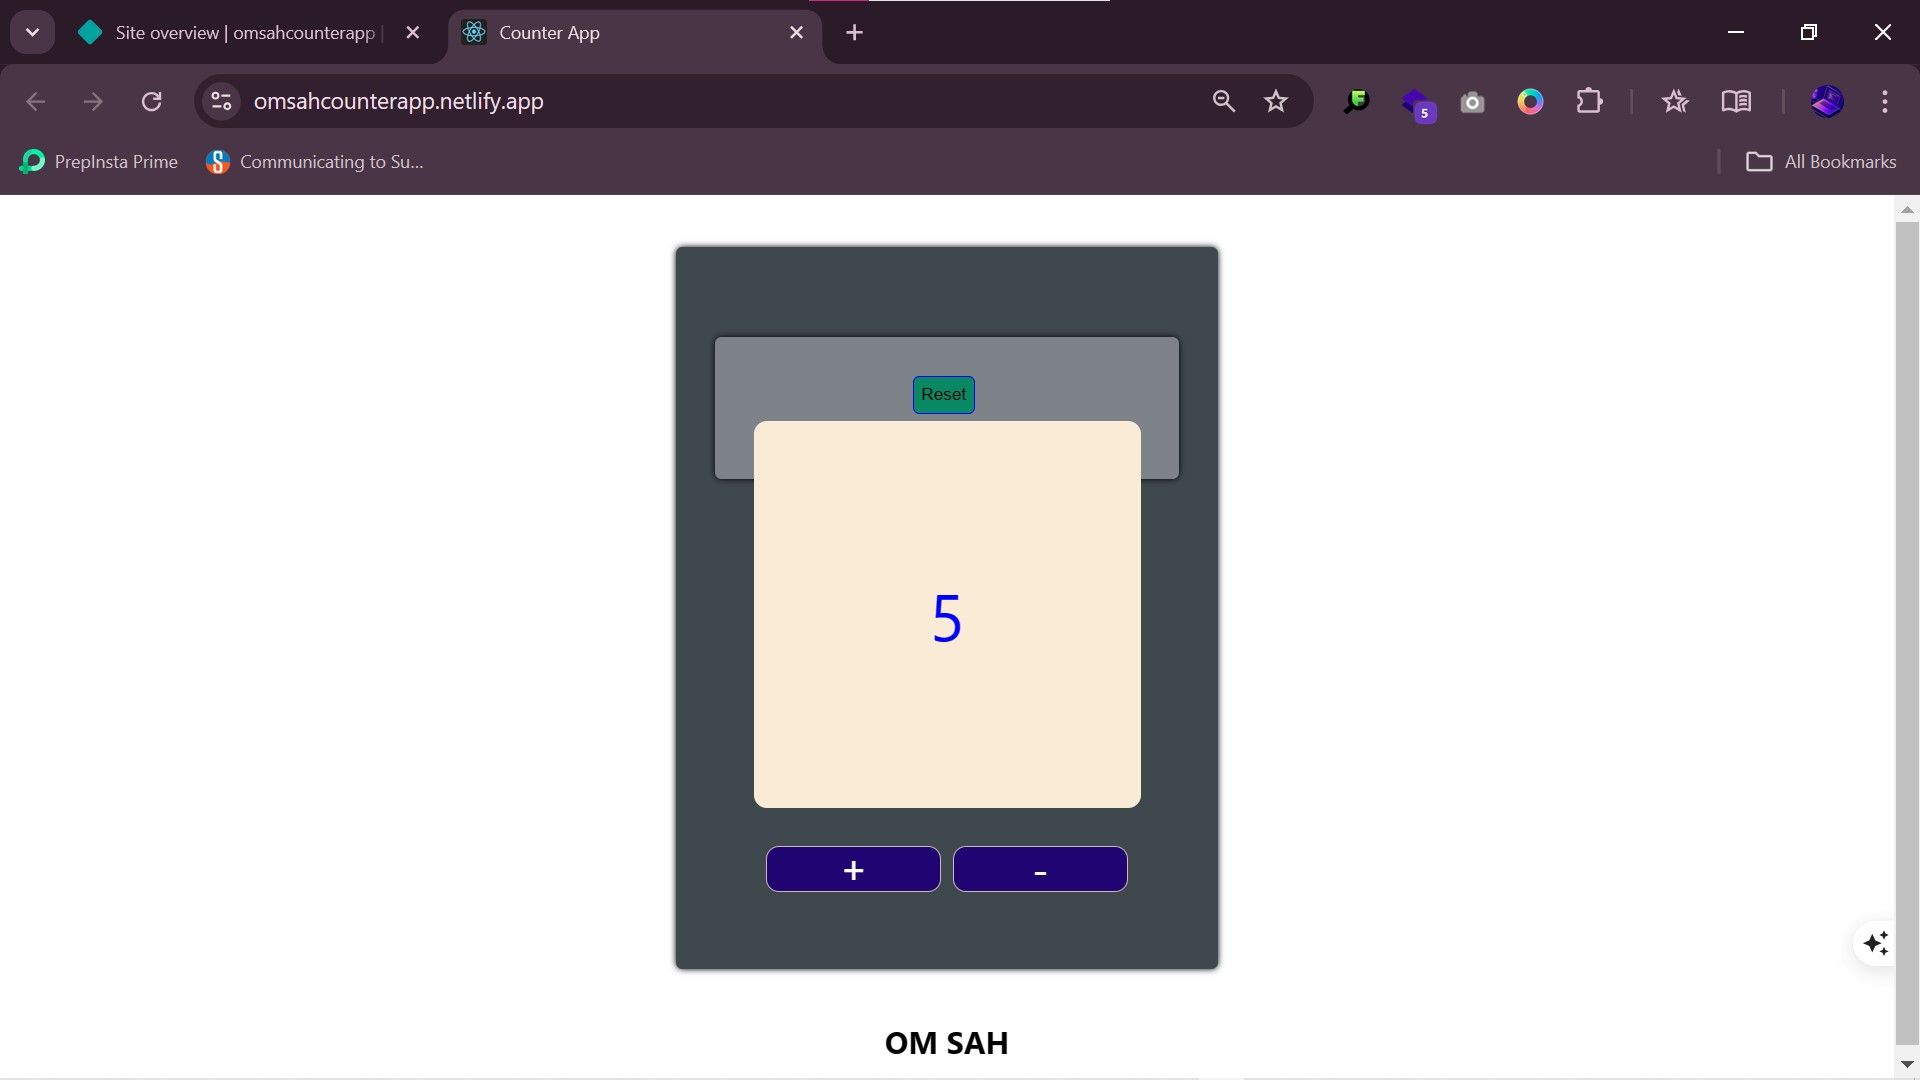 Site overview | omsahcounterapp |
Counter App
omsahcounterapp.netlify.app
5
PrepInsta Prime
Communicating to Su...
All Bookmarks
Reset
5
+
-
OM SAH